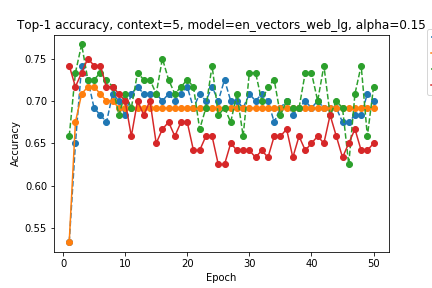 Top-1 accuracy, context=5, model=en_vectors_web_lg, alpha=0.15
0.75
0.70
0.65
0.60
0.55
Accuracy
0 10 20 30 40 50
Epoch